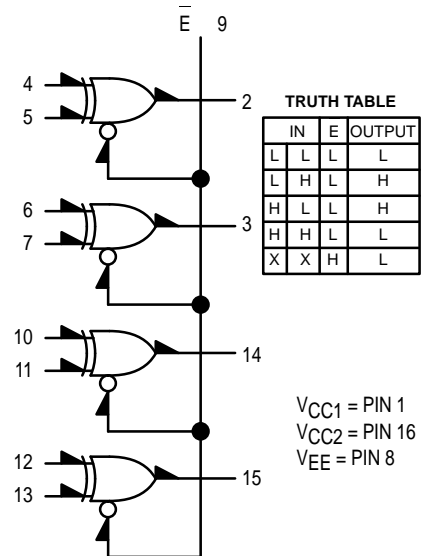 E 9
4
5
2
6
7
3
10
11
14
12
13
15
TRUTH TABLE
IN E OUTPUT
L L L L
L H L H
H L L H
H H L L
X X H L
VCC1 = PIN 1
VCC2 = PIN 16
VEE = PIN 8